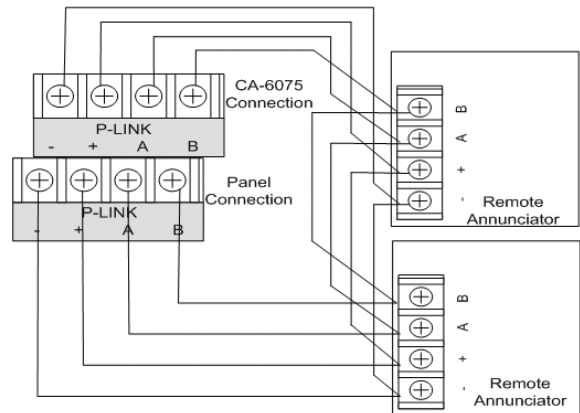 CA-6075
Connection
P-LINK
- + A B
Panel
Connection
P-LINK
- + A B
B
A
+
-
Remote
Annunciator
B
A
+
-
Remote
Annunciator